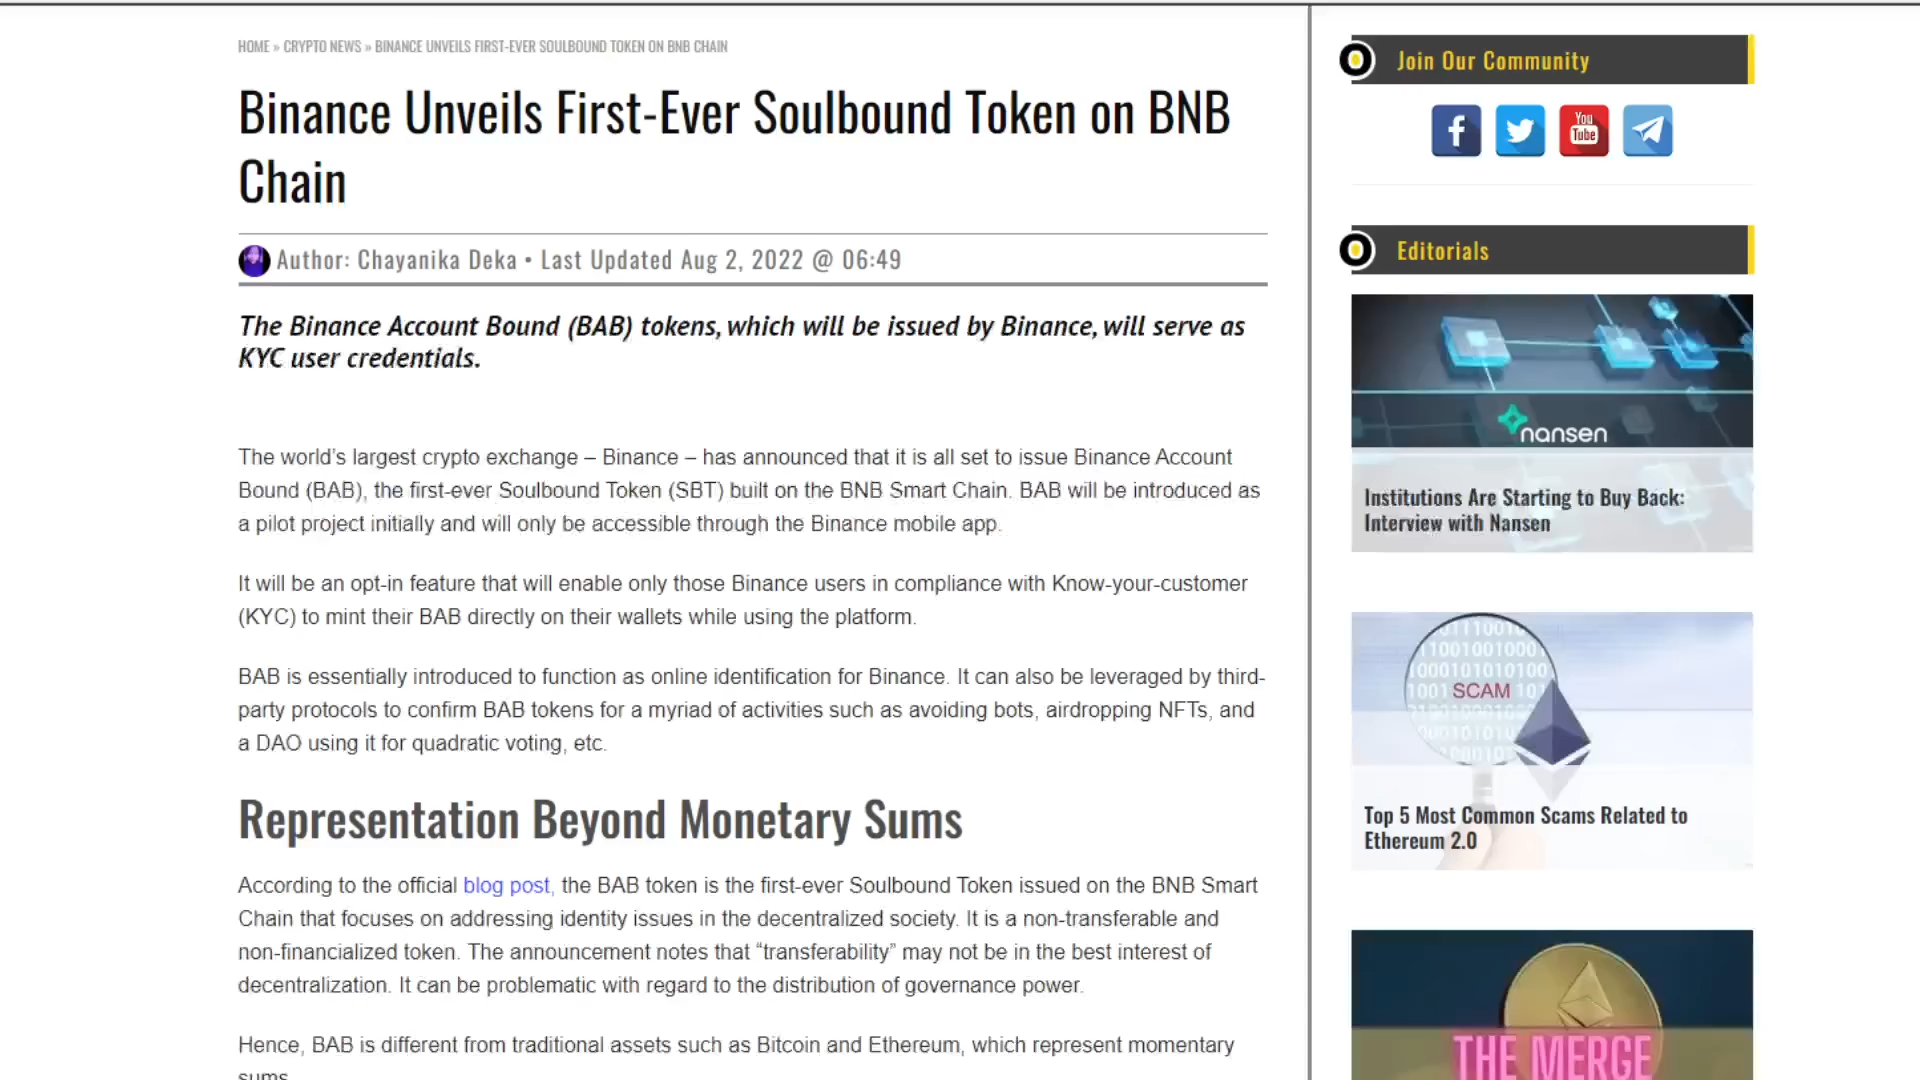 HOME » CRYPTO NEWS » BINANCE UNVEILS FIRST-EVER SOULBOUND TOKEN ON BNB CHAIN
Binance Unveils First-Ever Soulbound Token on BNB
Chain
Author: Chayanika Deka • Last Updated Aug 2, 2022 @ 06:49
The Binance Account Bound (BAB) tokens, which will be issued by Binance, will serve as
KYC user credentials.
The world's largest crypto exchange – Binance – has announced that it is all set to issue Binance Account
Bound (BAB), the first-ever Soulbound Token (SBT) built on the BNB Smart Chain. BAB will be introduced as
a pilot project initially and will only be accessible through the Binance mobile app.
It will be an opt-in feature that will enable only those Binance users in compliance with Know-your-customer
(KYC) to mint their BAB directly on their wallets while using the platform.
BAB is essentially introduced to function as online identification for Binance. It can also be leveraged by third-
party protocols to confirm BAB tokens for a myriad of activities such as avoiding bots, airdropping NFTs, and
a DAO using it for quadratic voting, etc.
Representation Beyond Monetary Sums
According to the official blog post, the BAB token is the first-ever Soulbound Token issued on the BNB Smart
Chain that focuses on addressing identity issues in the decentralized society. It is a non-transferable and
non-financialized token. The announcement notes that “transferability” may not be in the best interest of
decentralization. It can be problematic with regard to the distribution of governance power.
Hence, BAB is different from traditional assets such as Bitcoin and Ethereum, which represent momentary
sums.
Join Our Community
You
Tube
Editorials
nansen
Institutions Are Starting to Buy Back:
Interview with Nansen
SCAM
Top 5 Most Common Scams Related to
Ethereum 2.0
THE MERGE